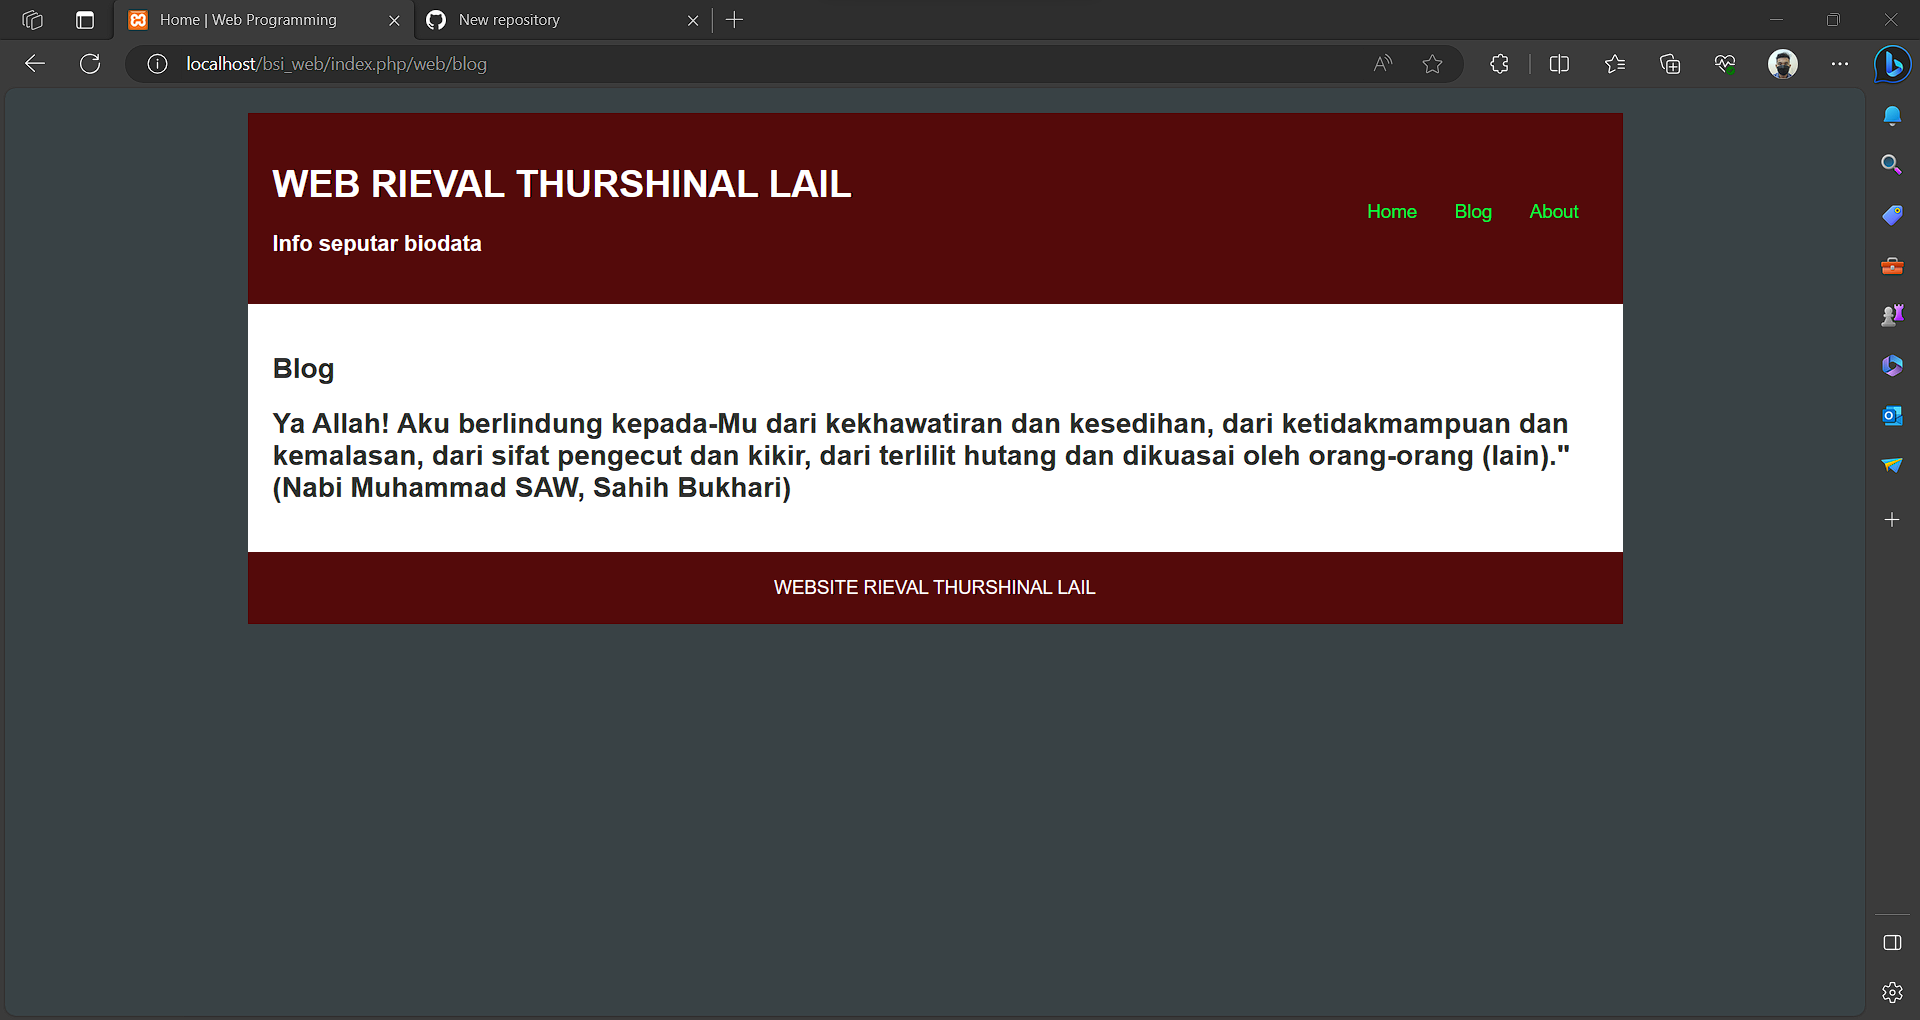 Home | Web Programming
New repository
localhost/bsi_web/index.php/web/blog
WEB RIEVAL THURSHINAL LAIL
Info seputar biodata
Home Blog About
Blog
Ya Allah! Aku berlindung kepada-Mu dari kekhawatiran dan kesedihan, dari ketidakmampuan dan
kemalasan, dari sifat pengecut dan kikir, dari terlilit hutang dan dikuasai oleh orang-orang (lain)."
(Nabi Muhammad SAW, Sahih Bukhari)
WEBSITE RIEVAL THURSHINAL LAIL